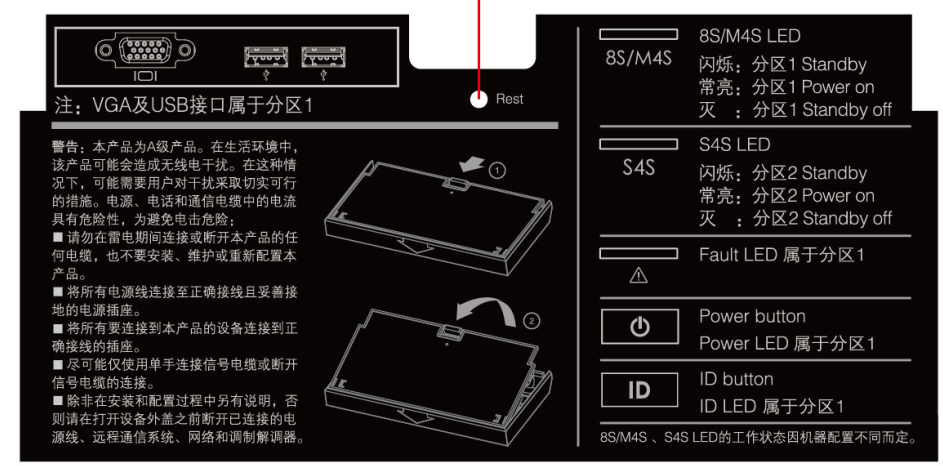 注：VGA及USB接口属于分区1
Rest
警告：本产品为A级产品。在生活环境中，
该产品可能会造成无线电干扰。在这种情
况下，可能需要用户对干扰采取切实可行
的措施。电源、电话和通信电缆中的电流
具有危险性，为避免电击危险：
■ 请勿在雷电期间连接或断开本产品的任
何电缆，也不要安装、维护或重新配置本
产品。
■ 将所有电源线连接至正确接线且妥善接
地的电源插座。
■ 将所有要连接到本产品的设备连接到正
确接线的插座。
■ 尽可能仅使用单手连接信号电缆或断开
信号电缆的连接。
■ 除非在安装和配置过程中另有说明，否
则请在打开设备外盖之前断开已连接的电
源线、远程通信系统、网络和调制解调器。
1
2
8S/M4S
8S/M4S LED
闪烁：分区1 Standby
常亮：分区1 Power on
灭 ：分区1 Standby off
S4S
S4S LED
闪烁：分区2 Standby
常亮：分区2 Power on
灭 ：分区2 Standby off
Fault LED 属于分区1
Power button
Power LED 属于分区1
ID
ID button
ID LED 属于分区1
8S/M4S 、S4S LED的工作状态因机器配置不同而定。